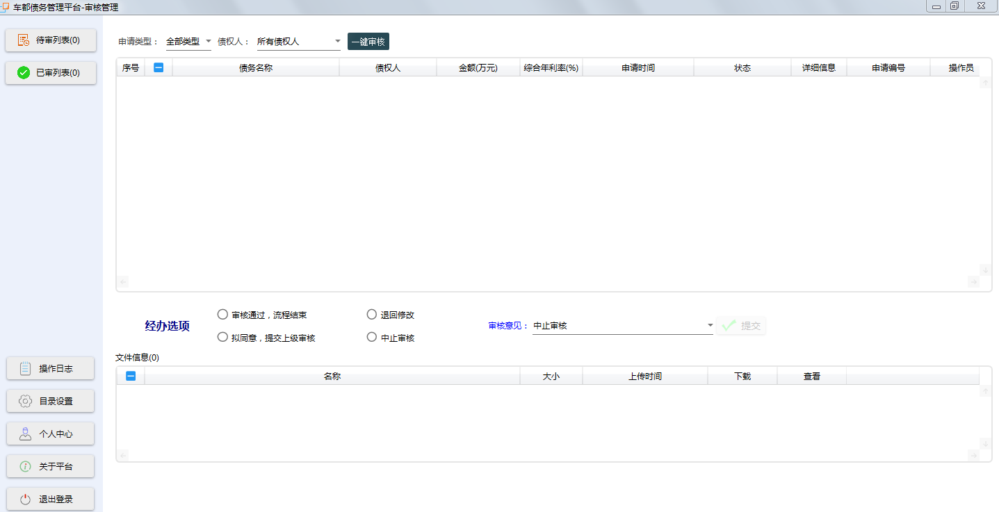 车都债务管理平台-审核管理
待审列表(0)
已审列表(0)
申请类型： 全部类型 债权人： 所有债权人 一键审核
序号 债务名称 债权人 金额(万元) 综合年利率(%) 申请时间 状态 详细信息 申请编号 操作员
经办选项
审核通过，流程结束 退回修改
拟同意，提交上级审核 中止审核
审核意见： 中止审核 提交
文件信息(0)
名称 大小 上传时间 下载 查看
操作日志
目录设置
个人中心
关于平台
退出登录